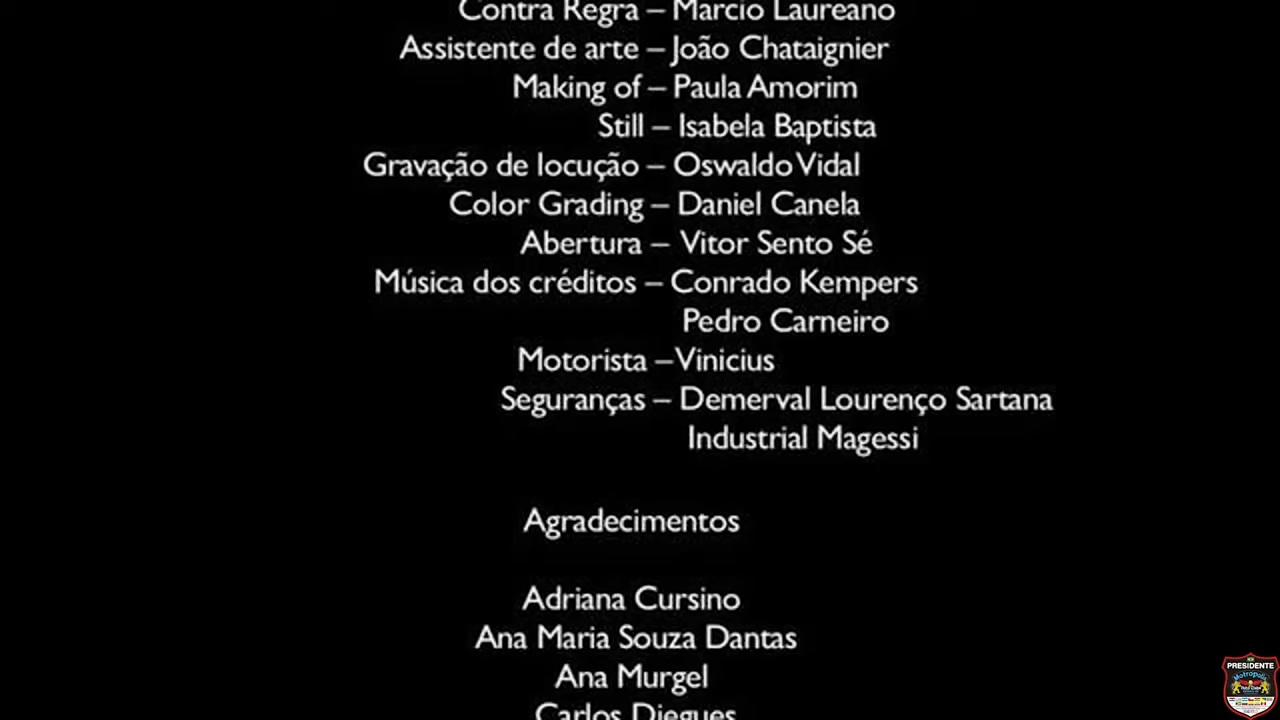 Contra Regra – Marcio Laureano
Assistente de arte – João Chataignier
Making of – Paula Amorim
Still – Isabela Baptista
Gravação de locução – Oswaldo Vidal
Color Grading – Daniel Canela
Abertura – Vitor Sento Sé
Música dos créditos – Conrado Kempers
Pedro Carneiro
Motorista – Vinicius
Seguranças – Demerval Lourenço Sartana
Industrial Magessi
Agradecimentos
Adriana Cursino
Ana Maria Souza Dantas
Ana Murgel
Carlos Diegues
PRESIDENTE
Metropolis